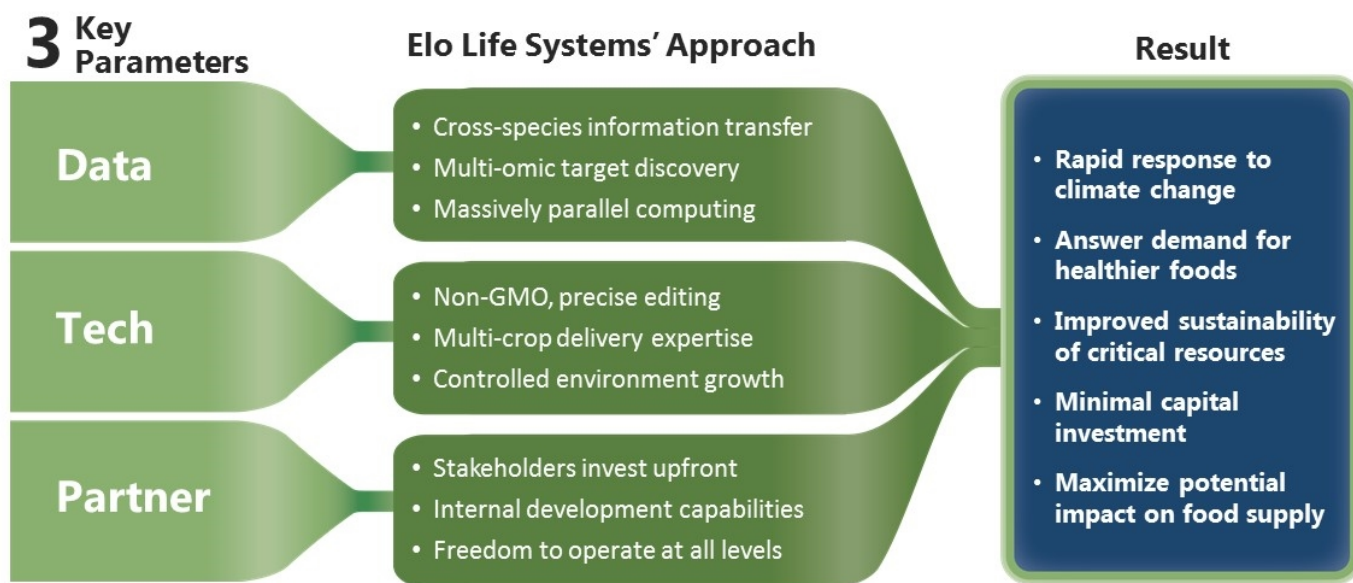 3 Key
Parameters
Elo Life Systems’ Approach
Result
Data
• Cross-species information transfer
• Multi-omic target discovery
• Massively parallel computing
Tech
• Non-GMO, precise editing
• Multi-crop delivery expertise
• Controlled environment growth
Partner
• Stakeholders invest upfront
• Internal development capabilities
• Freedom to operate at all levels
• Rapid response to
climate change
• Answer demand for
healthier foods
• Improved sustainability
of critical resources
• Minimal capital
investment
• Maximize potential
impact on food supply